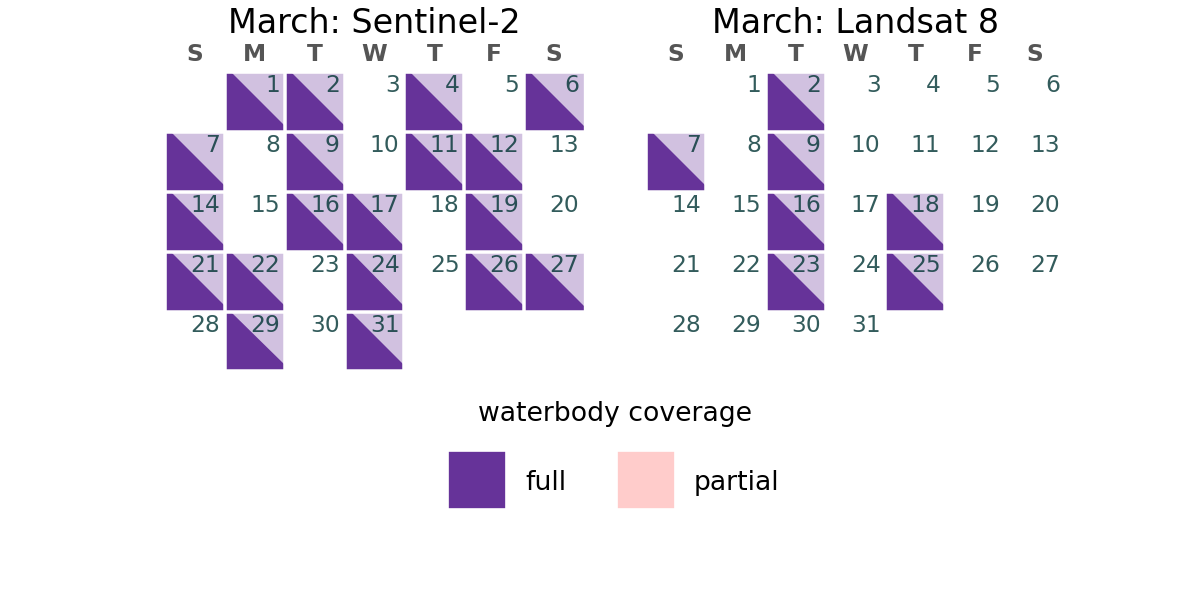 March: Sentinel-2
S M T W T F S
1 2 3 4 5 6
7 8 9 10 11 12 13
14 15 16 17 18 19 20
21 22 23 24 25 26 27
28 29 30 31
March: Landsat 8
S M T W T F S
1 2 3 4 5 6
7 8 9 10 11 12 13
14 15 16 17 18 19 20
21 22 23 24 25 26 27
28 29 30 31
waterbody coverage
full partial